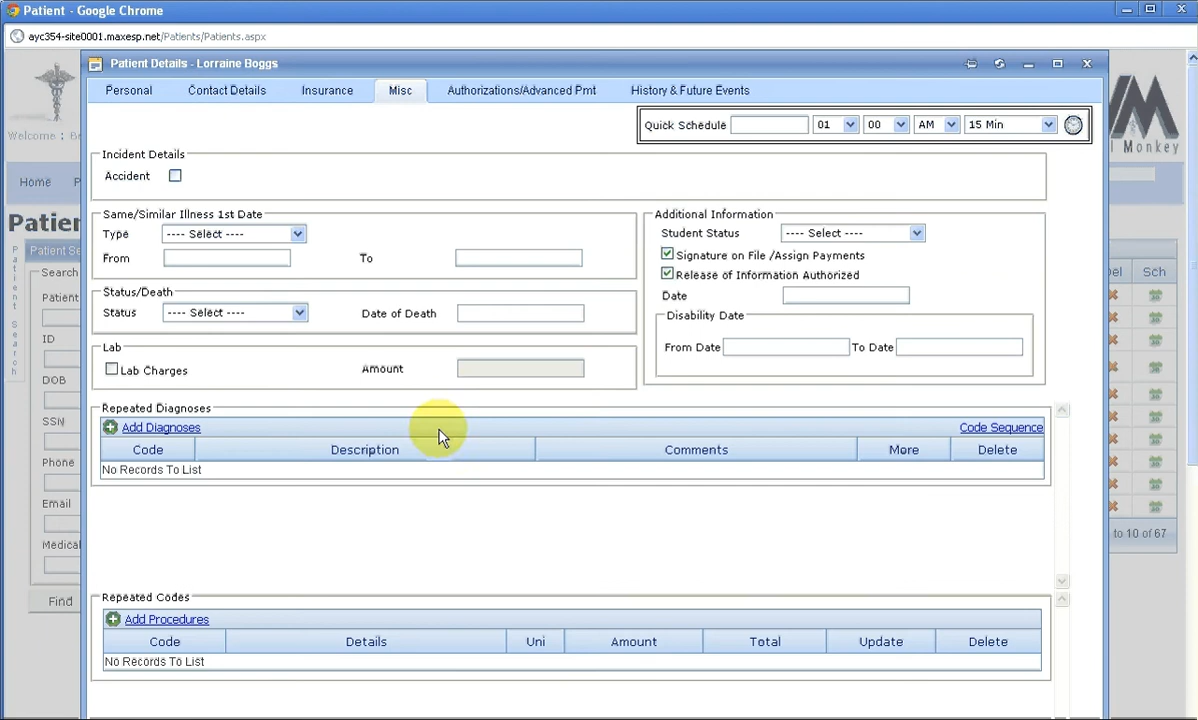 Patient - Google Chrome
ayc354-site0001.maxesp.net/Patients/Patients.aspx
Patient Details - Lorraine Boggs
Personal Contact Details Insurance Misc Authorizations/Advanced Pmt History & Future Events
Welcome : B
Monkey
Quick Schedule 01 00 AM 15 Min
Home P
Incident Details
Accident
Patien
Patient Se
Patient Search
Search
Patient
ID
DOB
SSN
Phone
Email
Medical
Find
Same/Similar Illness 1st Date
Type ---- Select ----
From To
Status/Death
Status ---- Select ---- Date of Death
Lab
Lab Charges Amount
Additional Information
Student Status ---- Select ----
Signature on File /Assign Payments
Release of Information Authorized
Date
Disability Date
From Date To Date
Del Sch
to 10 of 67
Repeated Diagnoses
Add Diagnoses Code Sequence
Code Description Comments More Delete
No Records To List
Repeated Codes
Add Procedures
Code Details Uni Amount Total Update Delete
No Records To List